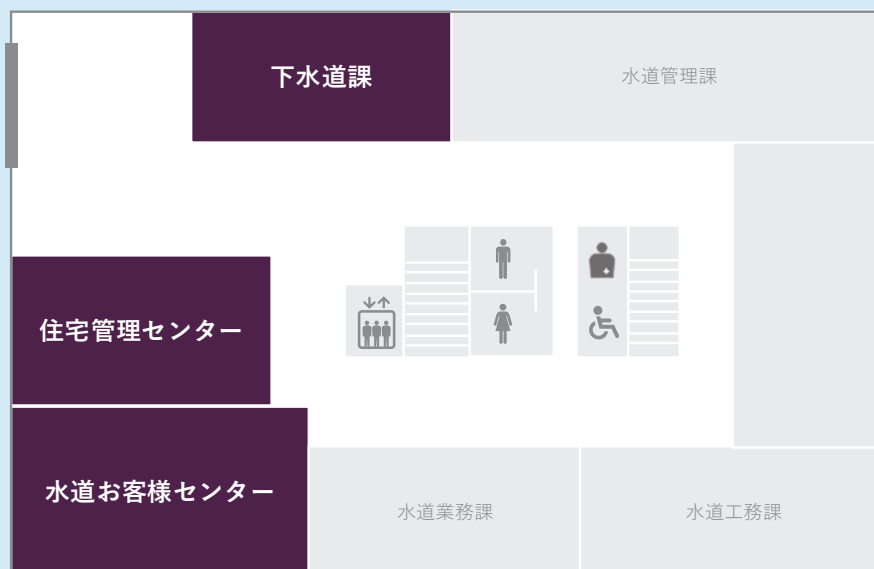 下水道課
水道管理課
住宅管理センター
水道お客様センター
水道業務課
水道工務課